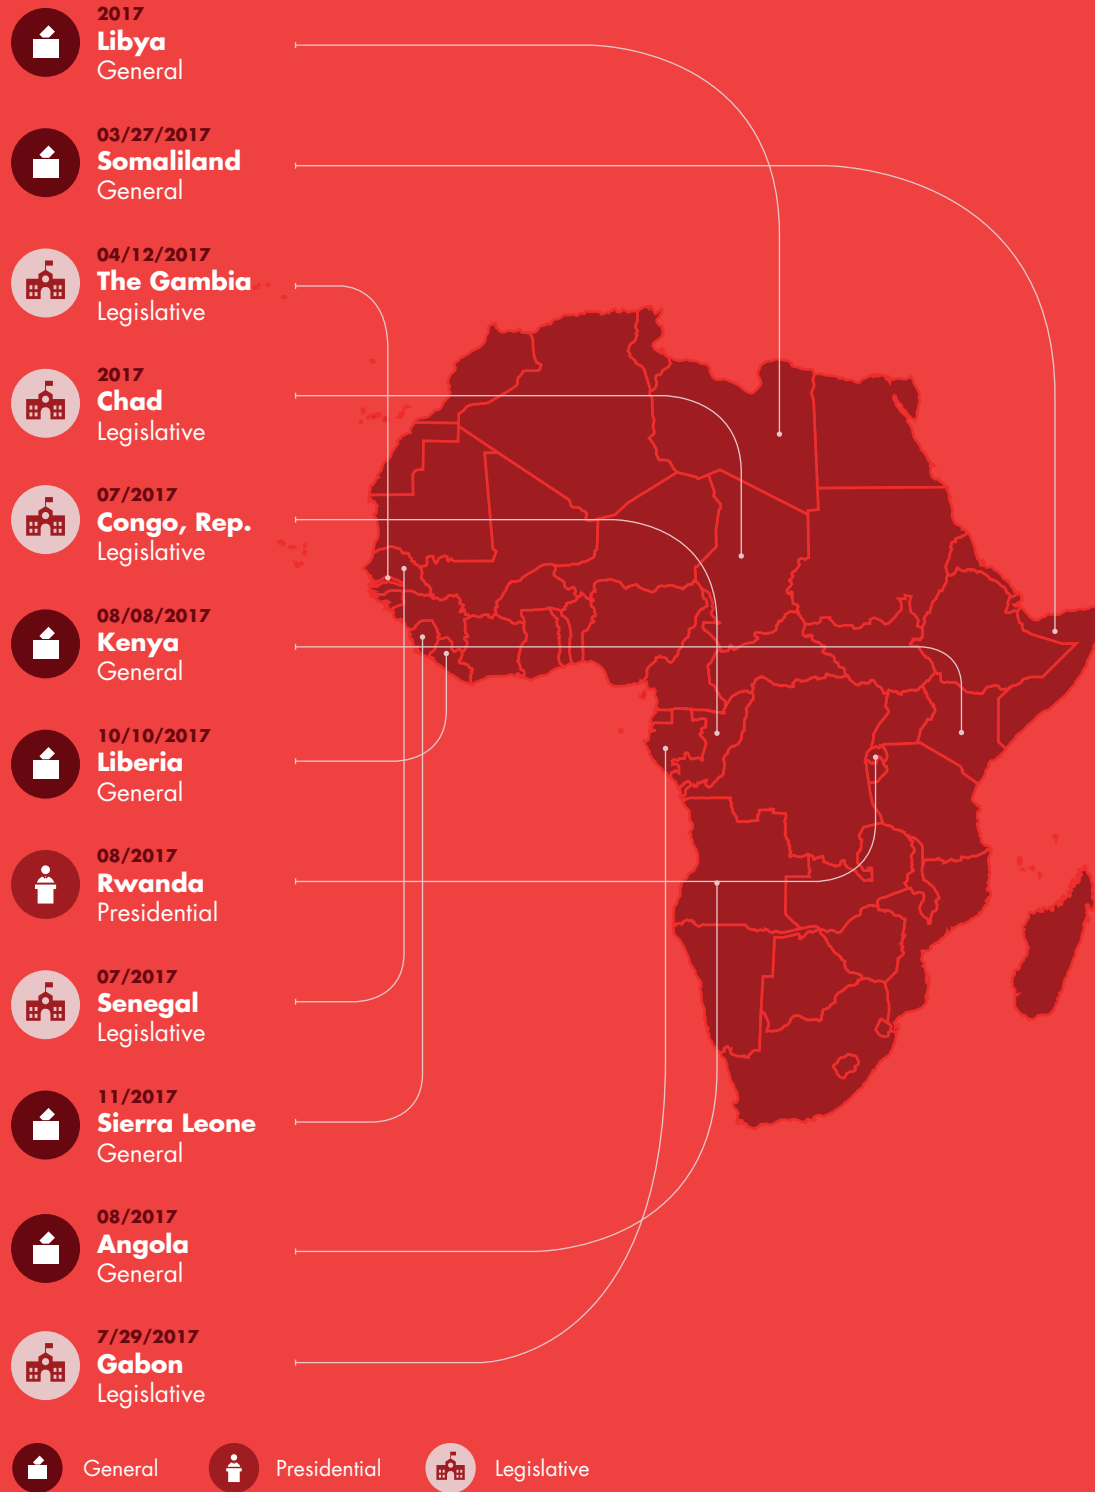 2017
Libya
General
03/27/2017
Somaliland
General
04/12/2017
The Gambia
Legislative
2017
Chad
Legislative
07/2017
Congo, Rep.
Legislative
08/08/2017
Kenya
General
10/10/2017
Liberia
General
08/2017
Rwanda
Presidential
07/2017
Senegal
Legislative
11/2017
Sierra Leone
General
08/2017
Angola
General
7/29/2017
Gabon
Legislative
General Presidential Legislative